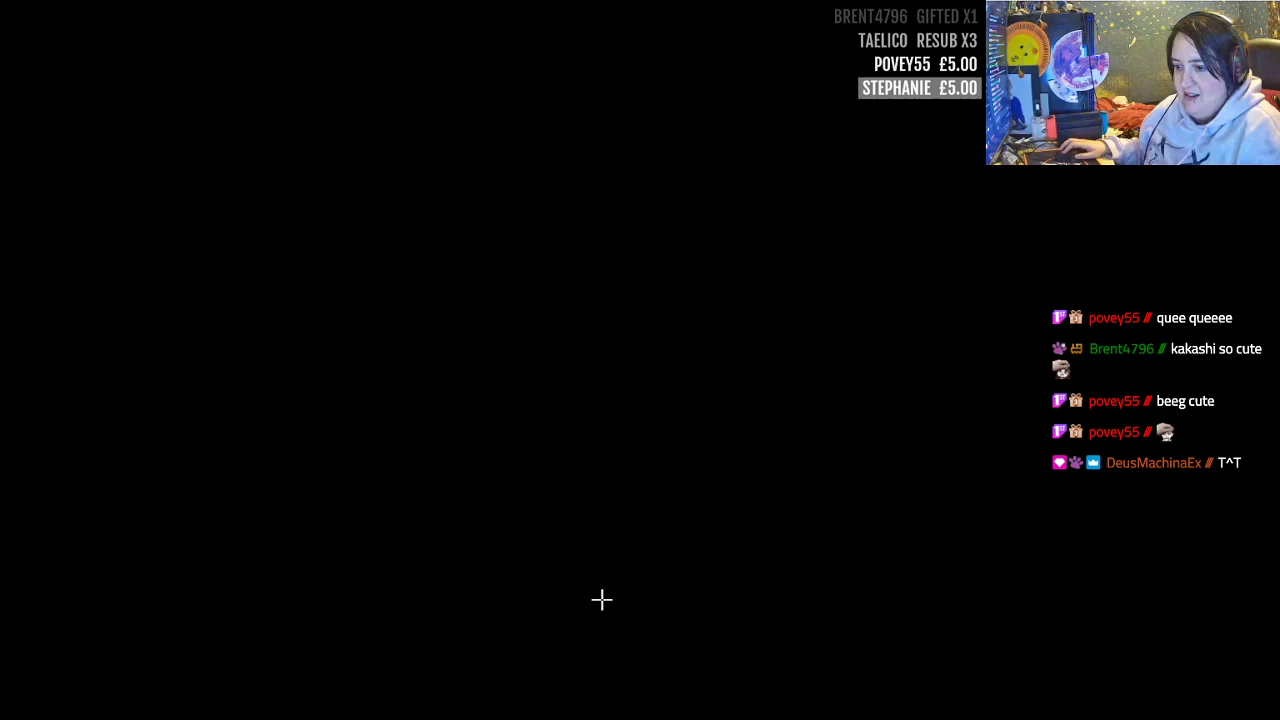 BRENT4796 GIFTED X1
TAELICO RESUB X3
POVEY55 £5.00
STEPHANIE £5.00
povey55 // quee queeee
Brent4796 // kakashi so cute
povey55 // beeg cute
povey55 //
DeusMachinaEx // T^T